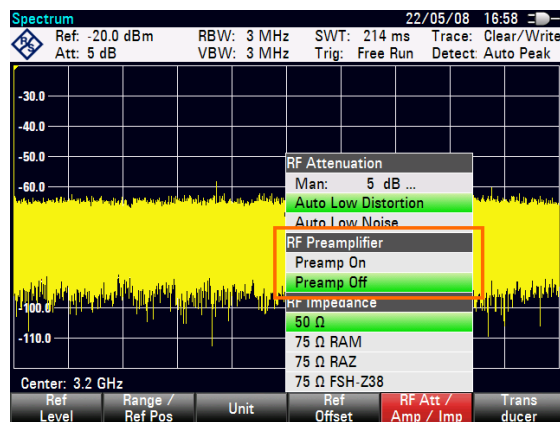 Spectrum 22/05/08 16:58
Ref: -20.0 dBm RBW: 3 MHz SWT: 214 ms Trace: Clear/Write
Att: 5 dB VBW: 3 MHz Trig: Free Run Detect: Auto Peak
-30.0
-40.0
-50.0
-60.0
-100.0
-110.0
RF Attenuation
Man: 5 dB ...
Auto Low Distortion
Auto Low Noise
RF Preamplifier
Preamp On
Preamp Off
RF Impedance
50 Ω
75 Ω RAM
75 Ω RAZ
75 Ω FSH-Z38
Center: 3.2 GHz
Ref Level
Range / Ref Pos
Unit
Ref Offset
RF Att / Amp / Imp
Trans ducer